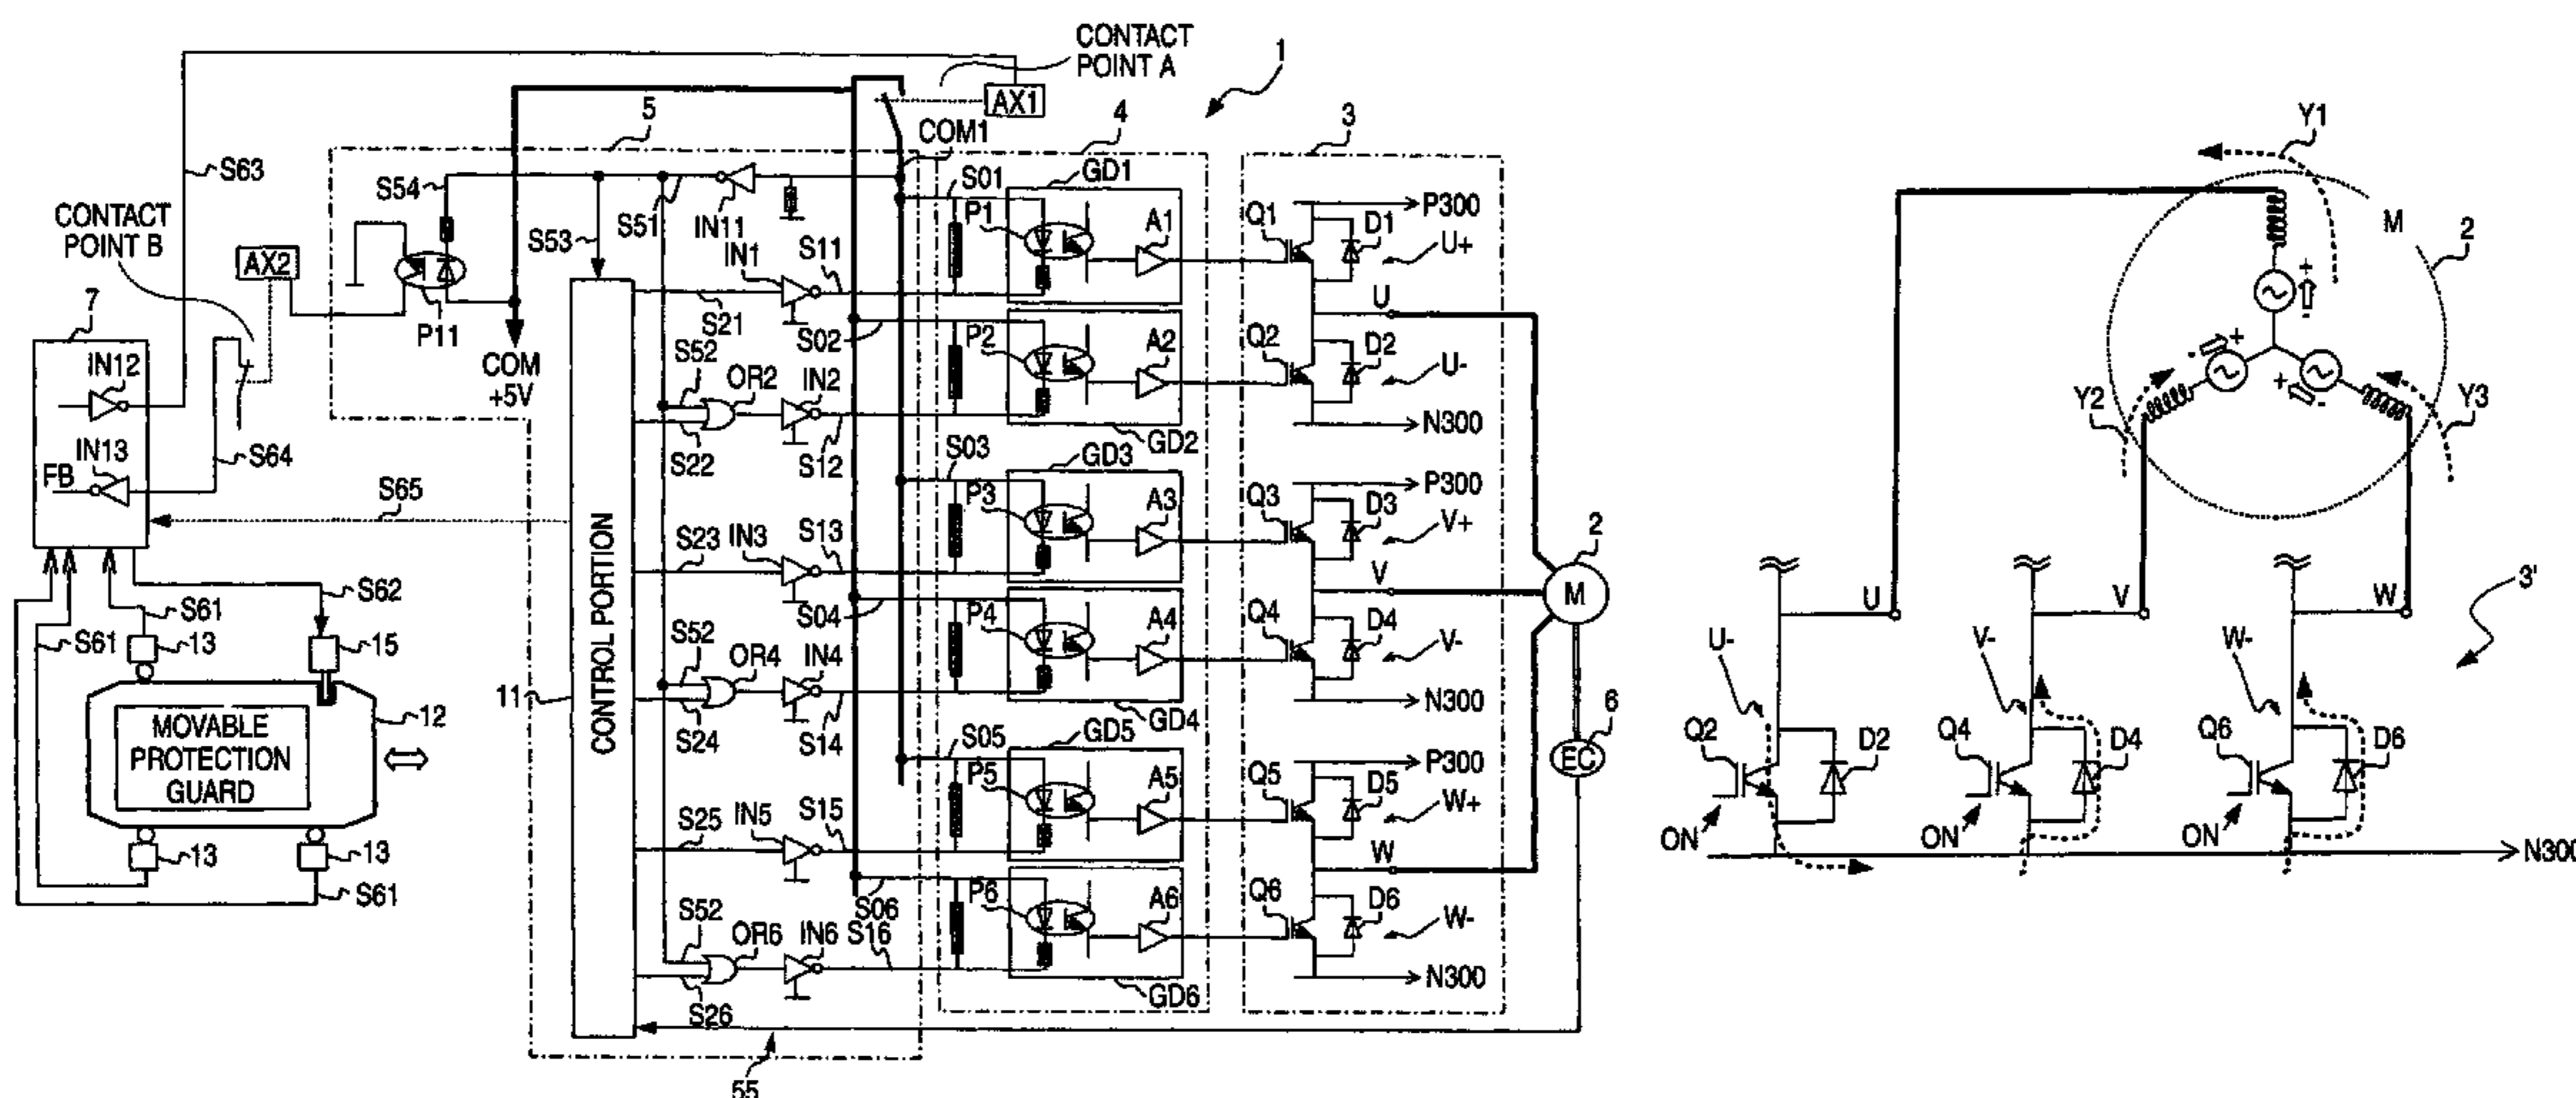 CONTACT
POINT A
1
AX1
5
4
3
COM1
S63
S54
S51
IN11
S53
CONTACT
POINT B
AX2
P11
COM
+5V
7
IN12
IN13
FB
S64
S65
S62
S61
S61
S61
13
13
13
15
12
MOVABLE
PROTECTION
GUARD
11
CONTROL PORTION
IN1
S11
S21
S01
P1
GD1
A1
Q1
D1
P300
U+
U
S52
OR2
IN2
S02
S22
S12
P2
GD2
A2
Q2
D2
U-
N300
S23
IN3
S13
S03
P3
GD3
A3
Q3
D3
P300
V+
V
S52
OR4
IN4
S04
S24
S14
P4
GD4
A4
Q4
D4
V-
N300
S25
IN5
S15
S05
P5
GD5
A5
Q5
D5
P300
W+
W
S52
OR6
IN6
S06
S16
S26
P6
GD6
A6
Q6
D6
W-
N300
2
M
6
EC
55
Y1
M
2
+
-
- +
+ -
Y2
Y3
U
V
W
3'
U-
V-
W-
Q2
D2
Q4
D4
Q6
D6
ON
ON
ON
N300